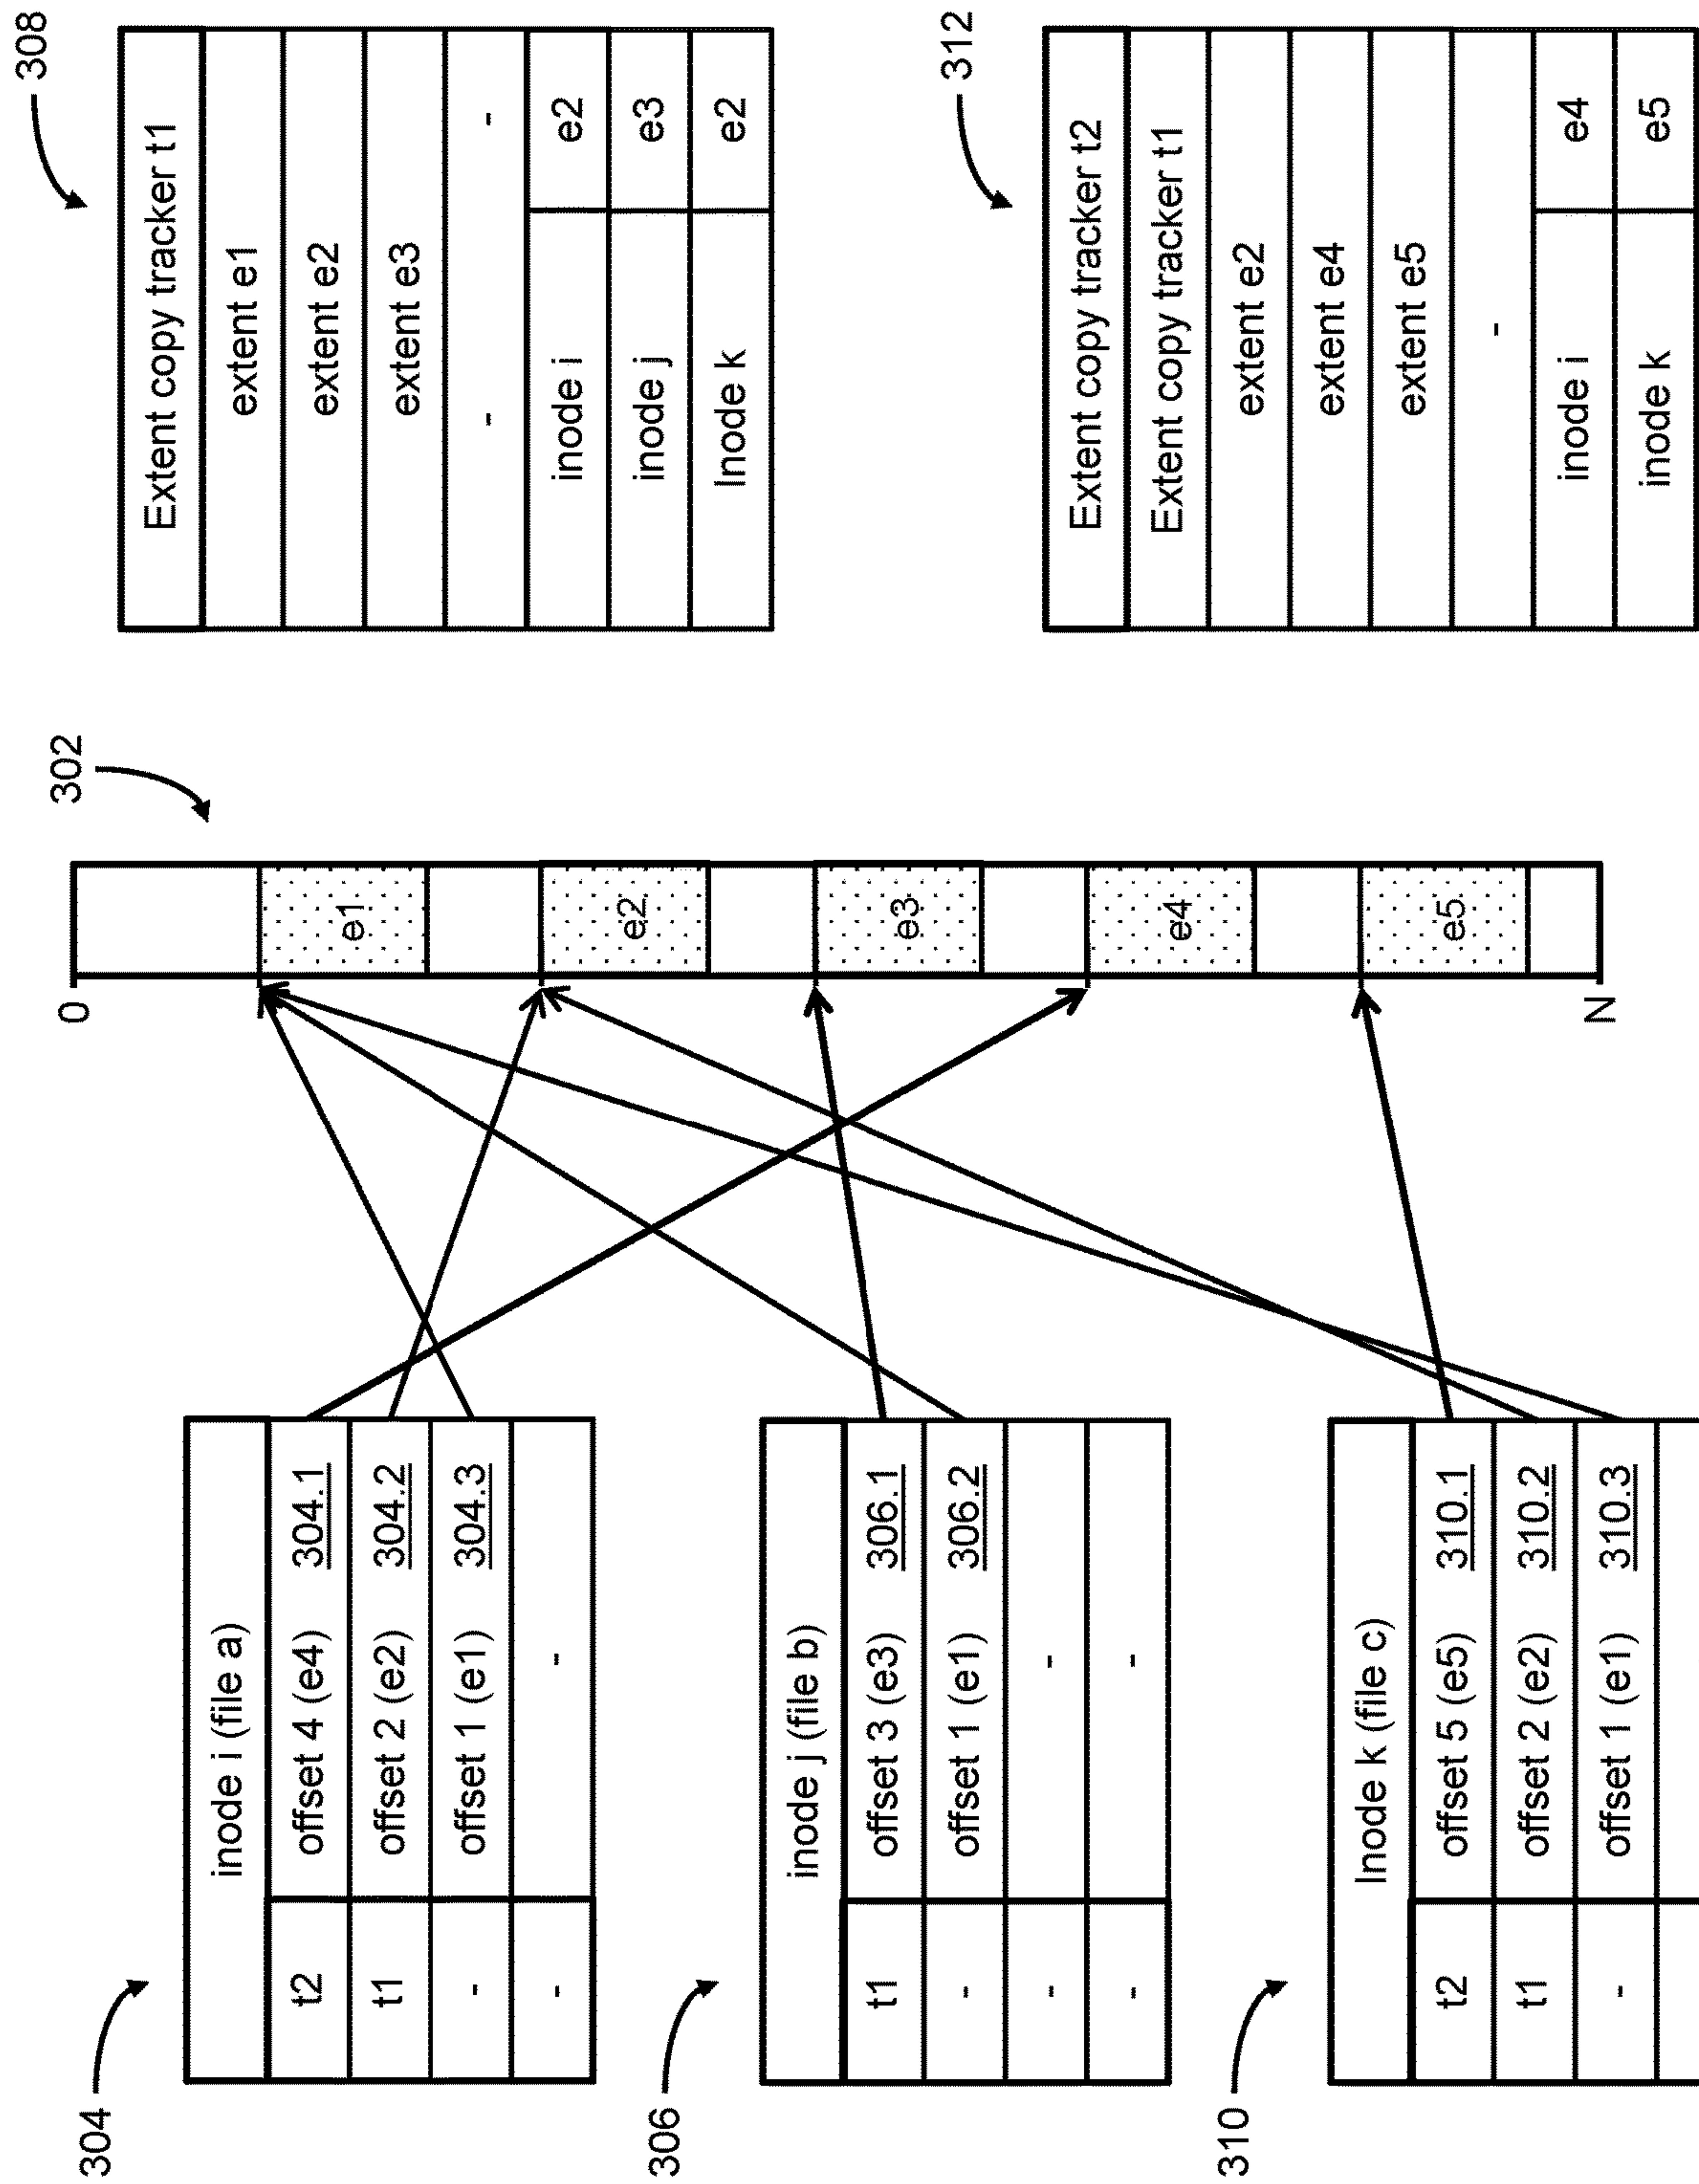 304
inode i (file a)
t2 offset 4 (e4) 304.1
t1 offset 2 (e2) 304.2
- offset 1 (e1) 304.3
- -
306
inode j (file b)
t1 offset 3 (e3) 306.1
- offset 1 (e1) 306.2
- -
- -
310
Inode k (file c)
t2 offset 5 (e5) 310.1
t1 offset 2 (e2) 310.2
- offset 1 (e1) 310.3
302
0
e1
e2
e3
e4
e5
N
308
Extent copy tracker t1
extent e1
extent e2
extent e3
- -
inode i e2
inode j e3
Inode k e2
312
Extent copy tracker t2
Extent copy tracker t1
extent e2
extent e4
extent e5
-
inode i e4
inode k e5